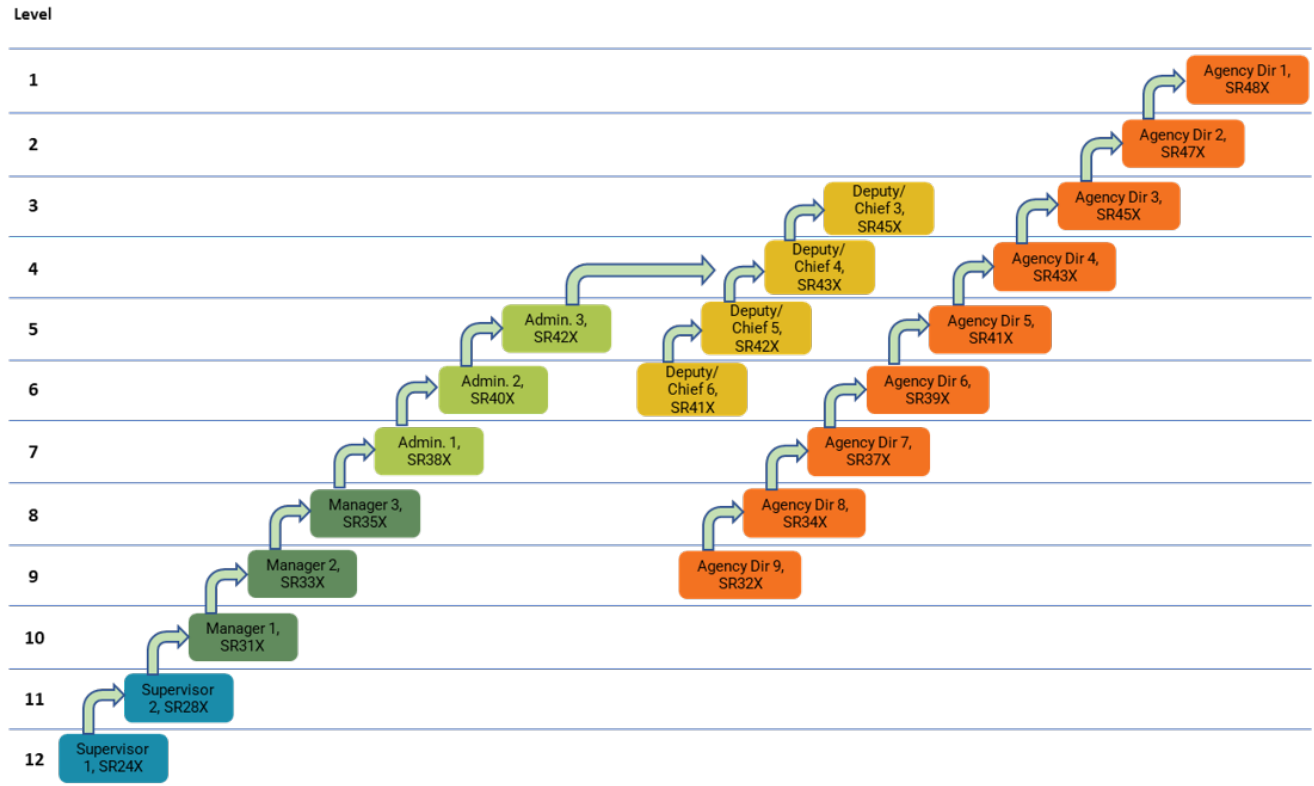 Level
1
Agency Dir 1,
SR48X
2
Agency Dir 2,
SR47X
3
Deputy/
Chief 3,
SR45X
Agency Dir 3,
SR45X
4
Deputy/
Chief 4,
SR43X
Agency Dir 4,
SR43X
5
Admin. 3,
SR42X
Deputy/
Chief 5,
SR42X
Agency Dir 5,
SR41X
6
Admin. 2,
SR40X
Deputy/
Chief 6,
SR41X
Agency Dir 6,
SR39X
7
Admin. 1,
SR38X
Agency Dir 7,
SR37X
8
Manager 3,
SR35X
Agency Dir 8,
SR34X
9
Manager 2,
SR33X
Agency Dir 9,
SR32X
10
Manager 1,
SR31X
11
Supervisor
2, SR28X
12
Supervisor
1, SR24X